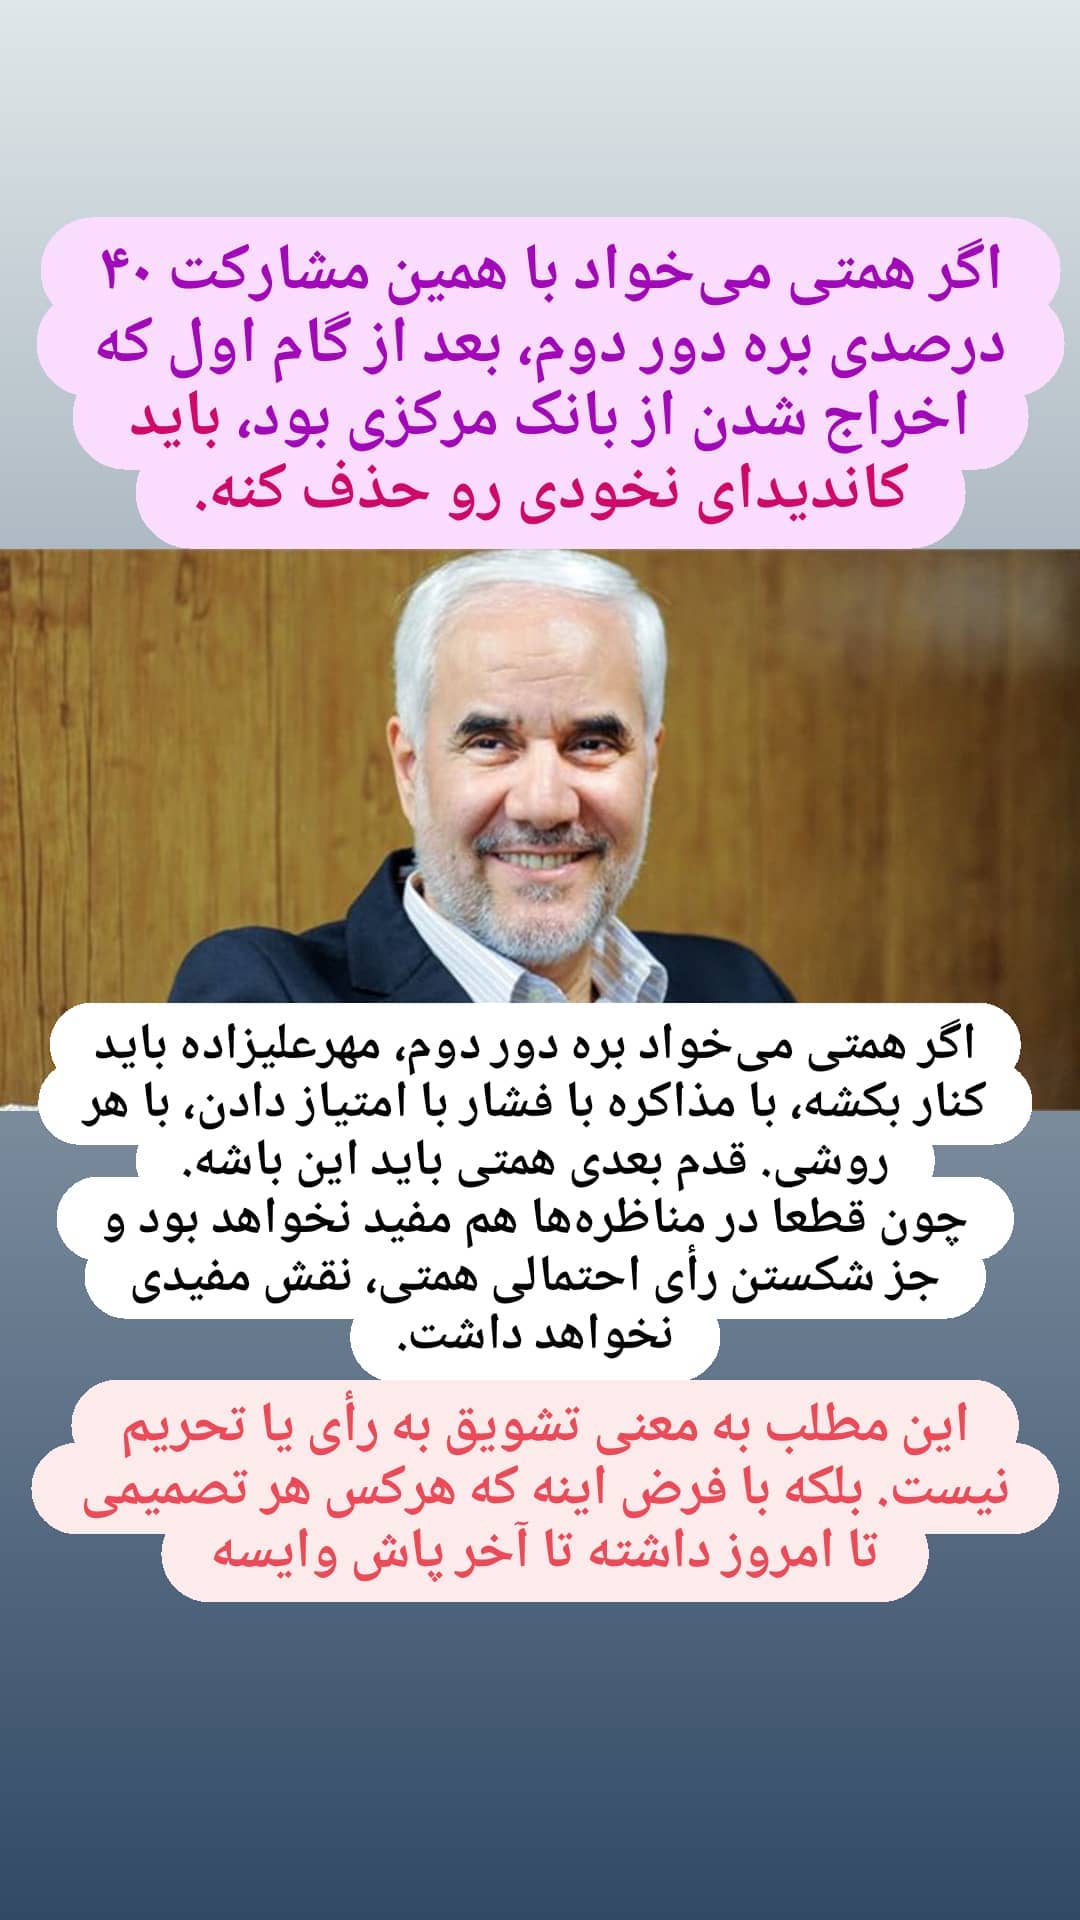 اگر همتی می‌خواد با همین مشارکت ۴۰
درصدی بره دور دوم، بعد از گام اول که
اخراج شدن از بانک مرکزی بود، باید
کاندیدای نخودی رو حذف کنه.
اگر همتی می‌خواد بره دور دوم، مهرعلیزاده باید
کنار بکشه، با مذاکره با فشار با امتیاز دادن، با هر
روشی. قدم بعدی همتی باید این باشه.
چون قطعا در مناظره‌ها هم مفید نخواهد بود و
جز شکستن رأی احتمالی همتی، نقش مفیدی
نخواهد داشت.
این مطلب به معنی تشویق به رأی یا تحریم
نیست. بلکه با فرض اینه که هرکس هر تصمیمی
تا امروز داشته تا آخر پاش وایسه